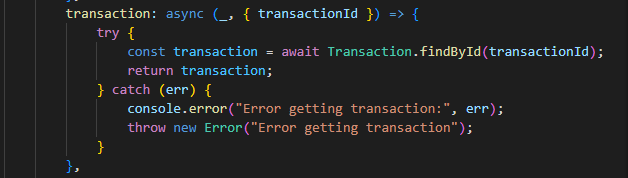 transaction: async (_, { transactionId }) => {
try {
const transaction = await Transaction.findById(transactionId);
return transaction;
} catch (err) {
console.error("Error getting transaction:", err);
throw new Error("Error getting transaction");
}
},